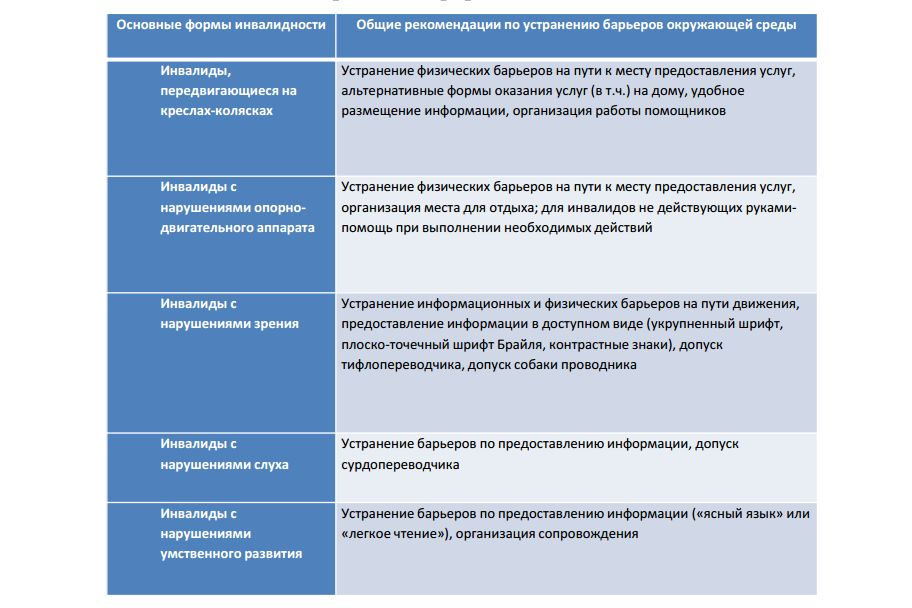 Основные формы инвалидности
Общие рекомендации по устранению барьеров окружающей среды
Инвалиды,
передвигающиеся на
креслах-колясках
Устранение физических барьеров на пути к месту предоставления услуг,
альтернативные формы оказания услуг (в т.ч.) на дому, удобное
размещение информации, организация работы помощников
Инвалиды с
нарушениями опорно-
двигательного аппарата
Устранение физических барьеров на пути к месту предоставления услуг,
организация места для отдыха; для инвалидов не действующих руками-
помощь при выполнении необходимых действий
Инвалиды с
нарушениями зрения
Устранение информационных и физических барьеров на пути движения,
предоставление информации в доступном виде (укрупненный шрифт,
плоско-точечный шрифт Брайля, контрастные знаки), допуск
тифлопереводчика, допуск собаки проводника
Инвалиды с
нарушениями слуха
Устранение барьеров по предоставлению информации, допуск
сурдопереводчика
Инвалиды с
нарушениями
умственного развития
Устранение барьеров по предоставлению информации («ясный язык» или
«легкое чтение»), организация сопровождения